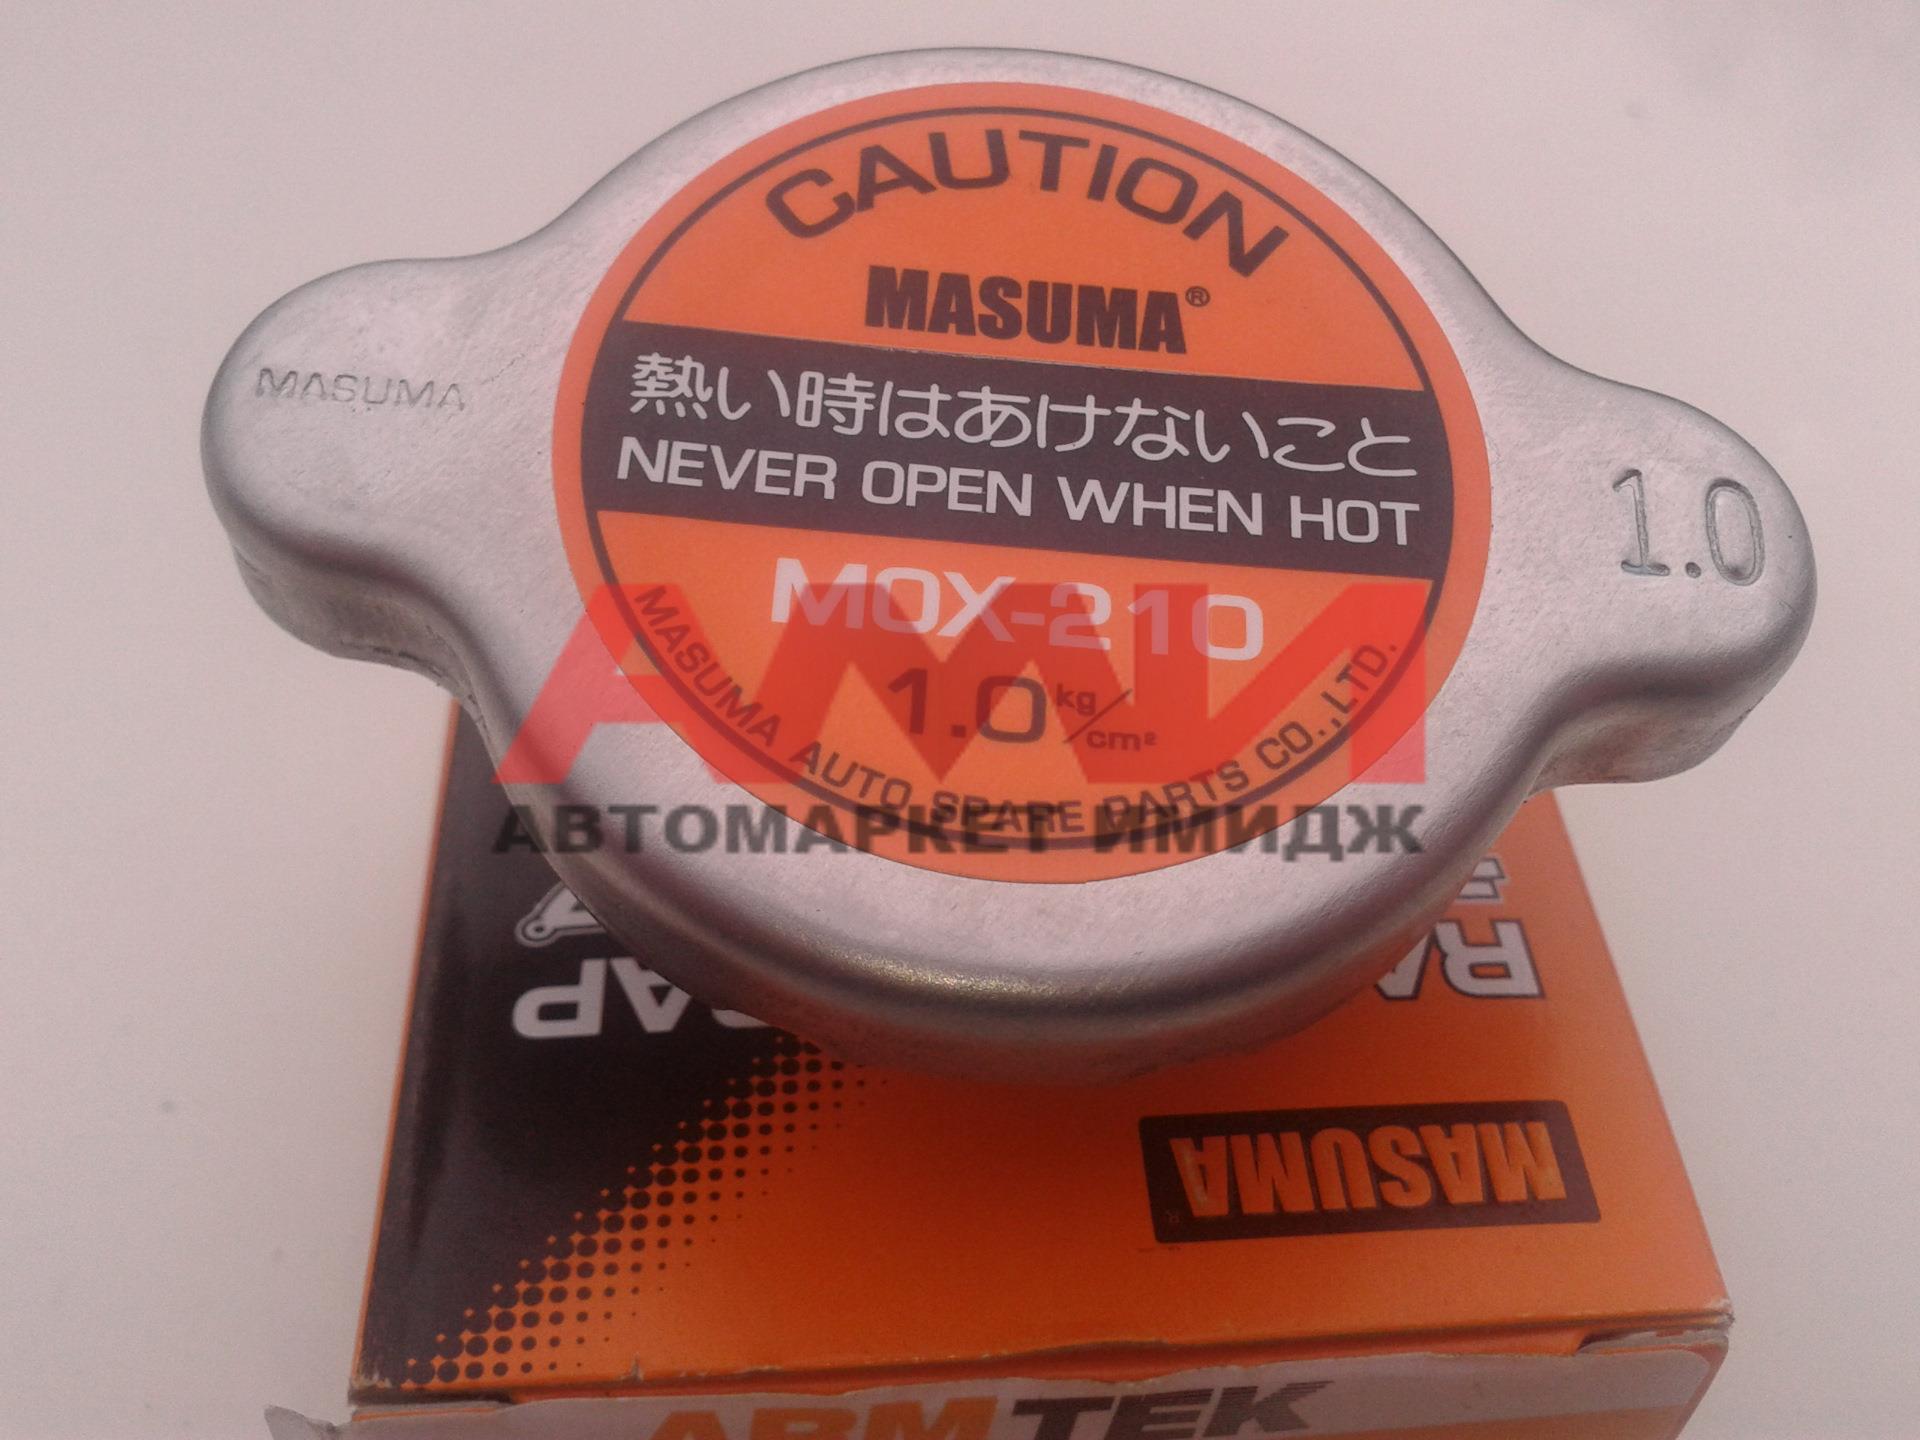 CAUTION
MASUMA®
MASUMA
熱い時はあけないこと
NEVER OPEN WHEN HOT
1.0
MOX-210
1.0 kg/cm²
MASUMA AUTO SPARE PARTS CO.,LTD.
АМИ
АВТОМАРКЕТ ИМИДЖ
MASUMA
ARMTEK